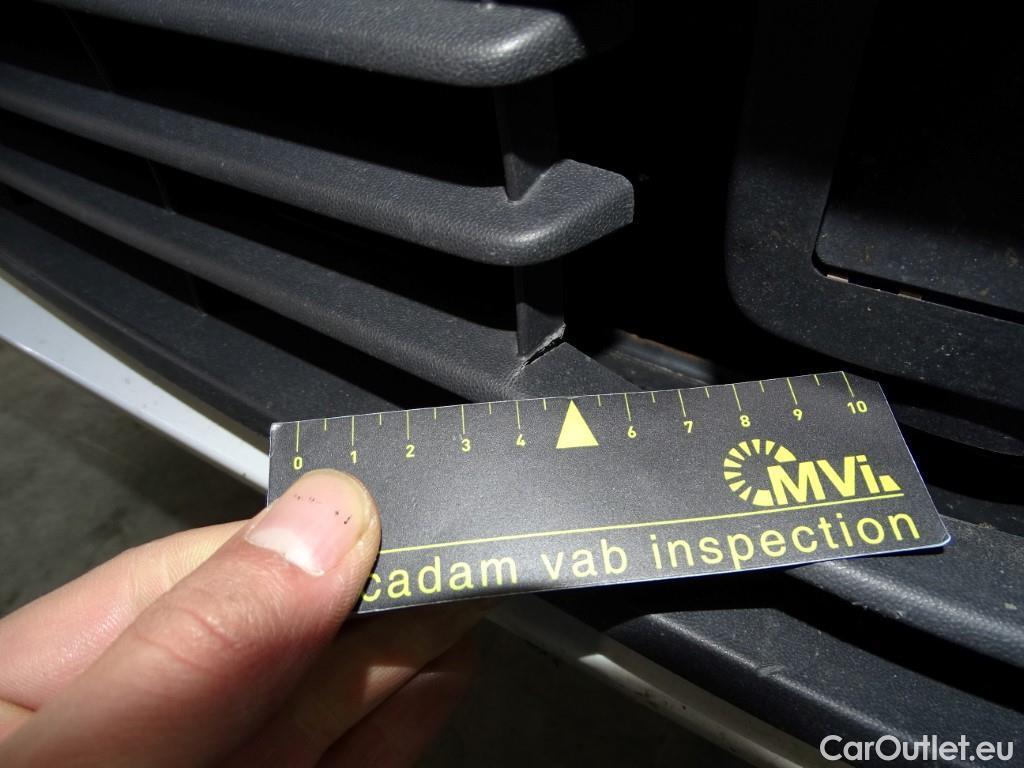 0 1 2 3 4 6 7 8 9 10
MVi
cadam vab inspection
CarOutlet.eu